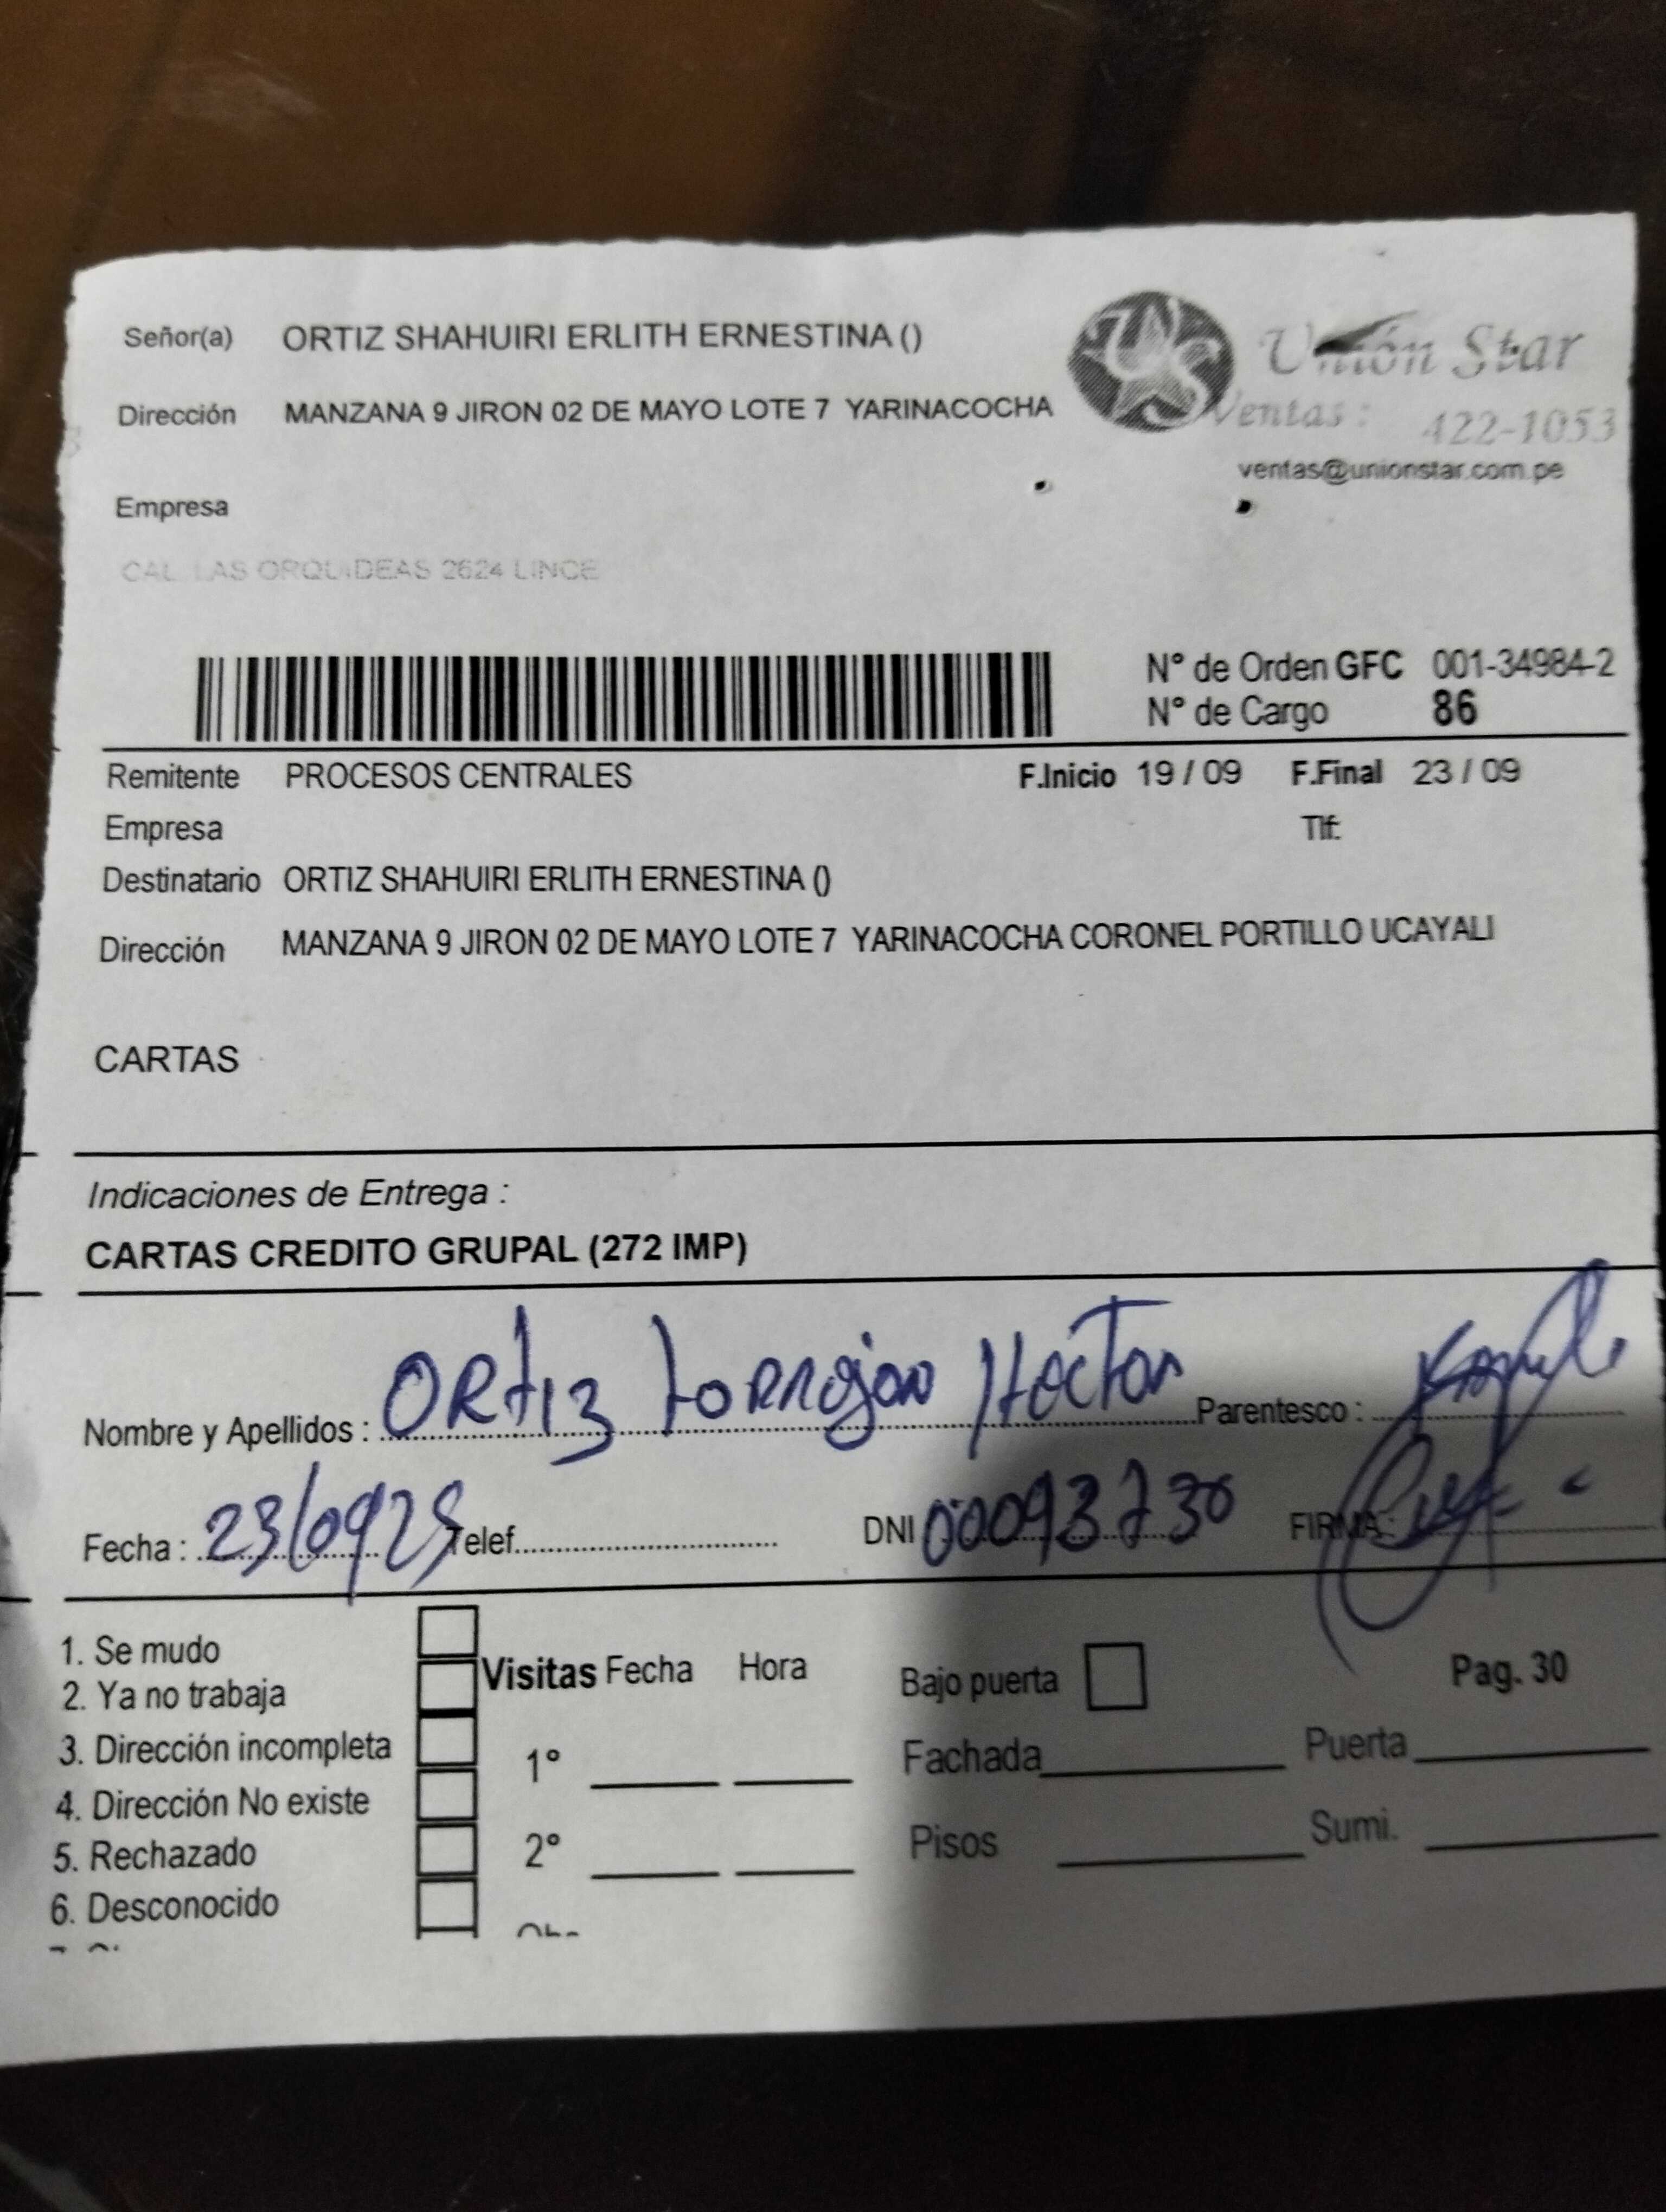 Señor(a) ORTIZ SHAHUIRI ERLITH ERNESTINA ()
Unión Star
Dirección MANZANA 9 JIRON 02 DE MAYO LOTE 7 YARINACOCHA
Ventas : 422-1053
ventas@unionstar.com.pe
Empresa
CAL LAS ORQUIDEAS 2624 LINCE
N° de Orden GFC 001-34984-2
N° de Cargo 86
Remitente PROCESOS CENTRALES F.Inicio 19 / 09 F.Final 23 / 09
Empresa Tlf:
Destinatario ORTIZ SHAHUIRI ERLITH ERNESTINA ()
Dirección MANZANA 9 JIRON 02 DE MAYO LOTE 7 YARINACOCHA CORONEL PORTILLO UCAYALI
CARTAS
Indicaciones de Entrega :
CARTAS CREDITO GRUPAL (272 IMP)
Nombre y Apellidos : ORtiz Hector Parentesco :
Fecha : 23/09/25 Telef. DNI 00093730 FIRMA:
1. Se mudo
2. Ya no trabaja
3. Dirección incompleta
4. Dirección No existe
5. Rechazado
6. Desconocido
Visitas Fecha Hora
1°
2°
Bajo puerta Pag. 30
Fachada Puerta
Pisos Sumi.